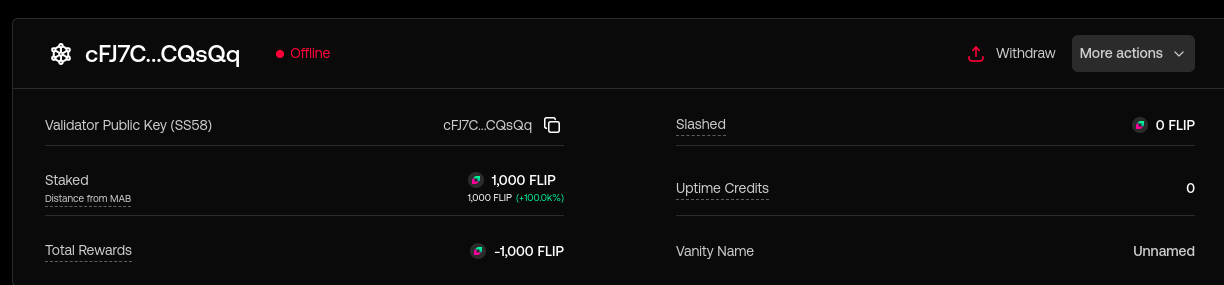 cFJ7C...CQsQq Offline Withdraw More actions
Validator Public Key (SS58) cFJ7C...CQsQq
Slashed 0 FLIP
Staked 1,000 FLIP
Distance from MAB 1,000 FLIP (+100.0k%)
Uptime Credits 0
Total Rewards -1,000 FLIP
Vanity Name Unnamed